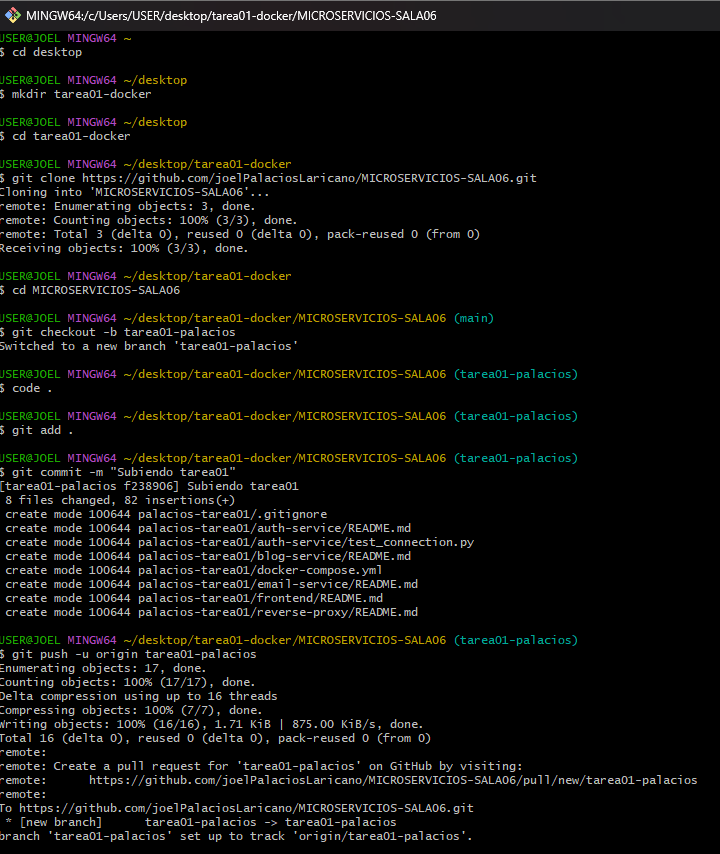 MINGW64:/c/Users/USER/desktop/tarea01-docker/MICROSERVICIOS-SALA06
USER@JOEL MINGW64 ~
$ cd desktop
USER@JOEL MINGW64 ~/desktop
$ mkdir tarea01-docker
USER@JOEL MINGW64 ~/desktop
$ cd tarea01-docker
USER@JOEL MINGW64 ~/desktop/tarea01-docker
$ git clone https://github.com/joelPalaciosLaricano/MICROSERVICIOS-SALA06.git
Cloning into 'MICROSERVICIOS-SALA06'...
remote: Enumerating objects: 3, done.
remote: Counting objects: 100% (3/3), done.
remote: Total 3 (delta 0), reused 0 (delta 0), pack-reused 0 (from 0)
Receiving objects: 100% (3/3), done.
USER@JOEL MINGW64 ~/desktop/tarea01-docker
$ cd MICROSERVICIOS-SALA06
USER@JOEL MINGW64 ~/desktop/tarea01-docker/MICROSERVICIOS-SALA06 (main)
$ git checkout -b tarea01-palacios
Switched to a new branch 'tarea01-palacios'
USER@JOEL MINGW64 ~/desktop/tarea01-docker/MICROSERVICIOS-SALA06 (tarea01-palacios)
$ code .
USER@JOEL MINGW64 ~/desktop/tarea01-docker/MICROSERVICIOS-SALA06 (tarea01-palacios)
$ git add .
USER@JOEL MINGW64 ~/desktop/tarea01-docker/MICROSERVICIOS-SALA06 (tarea01-palacios)
$ git commit -m "Subiendo tarea01"
[tarea01-palacios f238906] Subiendo tarea01
 8 files changed, 82 insertions(+)
 create mode 100644 palacios-tarea01/.gitignore
 create mode 100644 palacios-tarea01/auth-service/README.md
 create mode 100644 palacios-tarea01/auth-service/test_connection.py
 create mode 100644 palacios-tarea01/blog-service/README.md
 create mode 100644 palacios-tarea01/docker-compose.yml
 create mode 100644 palacios-tarea01/email-service/README.md
 create mode 100644 palacios-tarea01/frontend/README.md
 create mode 100644 palacios-tarea01/reverse-proxy/README.md
USER@JOEL MINGW64 ~/desktop/tarea01-docker/MICROSERVICIOS-SALA06 (tarea01-palacios)
$ git push -u origin tarea01-palacios
Enumerating objects: 17, done.
Counting objects: 100% (17/17), done.
Delta compression using up to 16 threads
Compressing objects: 100% (7/7), done.
Writing objects: 100% (16/16), 1.71 KiB | 875.00 KiB/s, done.
Total 16 (delta 0), reused 0 (delta 0), pack-reused 0 (from 0)
remote:
remote: Create a pull request for 'tarea01-palacios' on GitHub by visiting:
remote:      https://github.com/joelPalaciosLaricano/MICROSERVICIOS-SALA06/pull/new/tarea01-palacios
remote:
To https://github.com/joelPalaciosLaricano/MICROSERVICIOS-SALA06.git
 * [new branch]      tarea01-palacios -> tarea01-palacios
branch 'tarea01-palacios' set up to track 'origin/tarea01-palacios'.